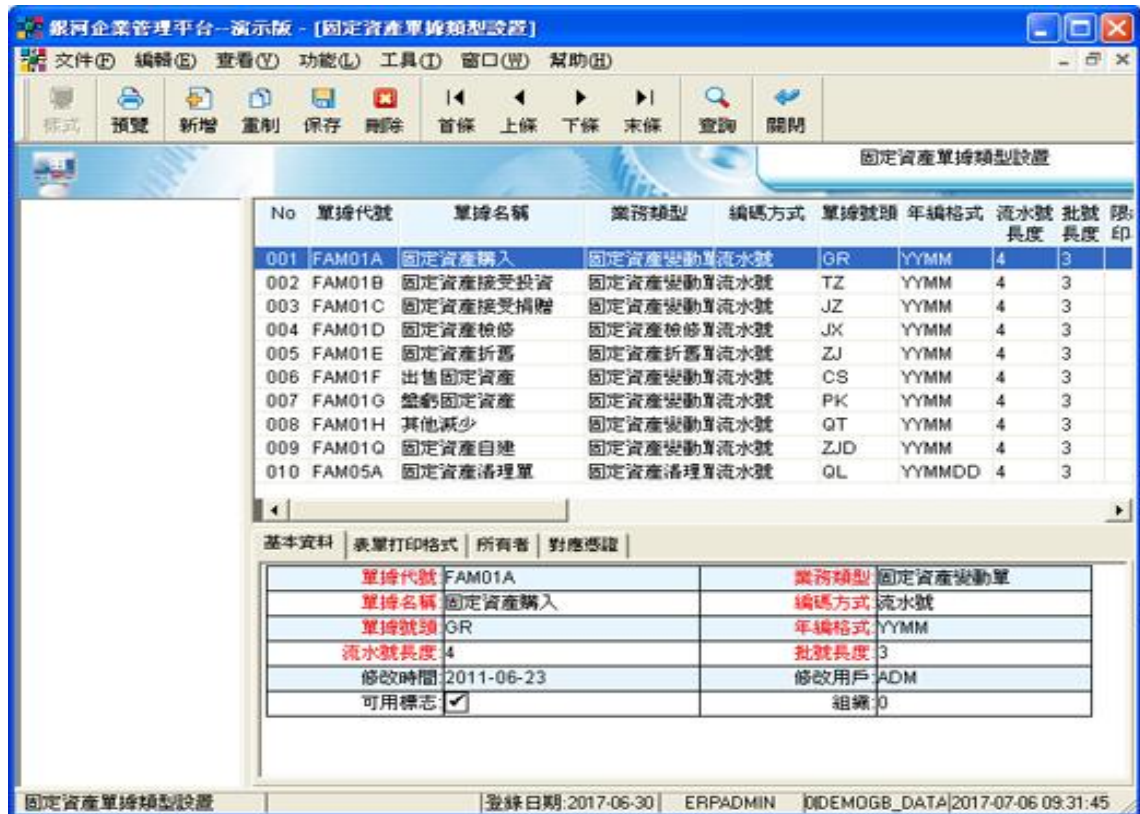 銀河企業管理平台--演示版 - [固定資產單據類型設置]
文件(F) 編輯(E) 查看(V) 功能(L) 工具(T) 窗口(W) 幫助(H)
樣式 預覽 新增 重制 保存 刪除 首條 上條 下條 末條 查詢 關閉
固定資產單據類型設置
No 單據代號 單據名稱 業務類型 編碼方式 單據號頭 年編格式 流水號長度 批號長度
001 FAM01A 固定資產購入 固定資產變動單 流水號 GR YYMM 4 3
002 FAM01B 固定資產接受投資 固定資產變動單 流水號 TZ YYMM 4 3
003 FAM01C 固定資產接受捐贈 固定資產變動單 流水號 JZ YYMM 4 3
004 FAM01D 固定資產檢修 固定資產檢修單 流水號 JX YYMM 4 3
005 FAM01E 固定資產折舊 固定資產折舊單 流水號 ZJ YYMM 4 3
006 FAM01F 出售固定資產 固定資產變動單 流水號 CS YYMM 4 3
007 FAM01G 盤虧固定資產 固定資產變動單 流水號 PK YYMM 4 3
008 FAM01H 其他減少 固定資產變動單 流水號 QT YYMM 4 3
009 FAM01Q 固定資產自建 固定資產變動單 流水號 ZJD YYMM 4 3
010 FAM05A 固定資產清理單 固定資產清理單 流水號 QL YYMMDD 4 3
基本資料 表單打印格式 所有者 對應憑證
單據代號:FAM01A 業務類型:固定資產變動單
單據名稱:固定資產購入 編碼方式:流水號
單據號頭:GR 年編格式:YYMM
流水號長度:4 批號長度:3
修改時間:2011-06-23 修改用戶:ADM
可用標志: 組織:0
固定資產單據類型設置 登錄日期:2017-06-30 ERPADMIN 0|DEMOGB_DATA 2017-07-06 09:31:45